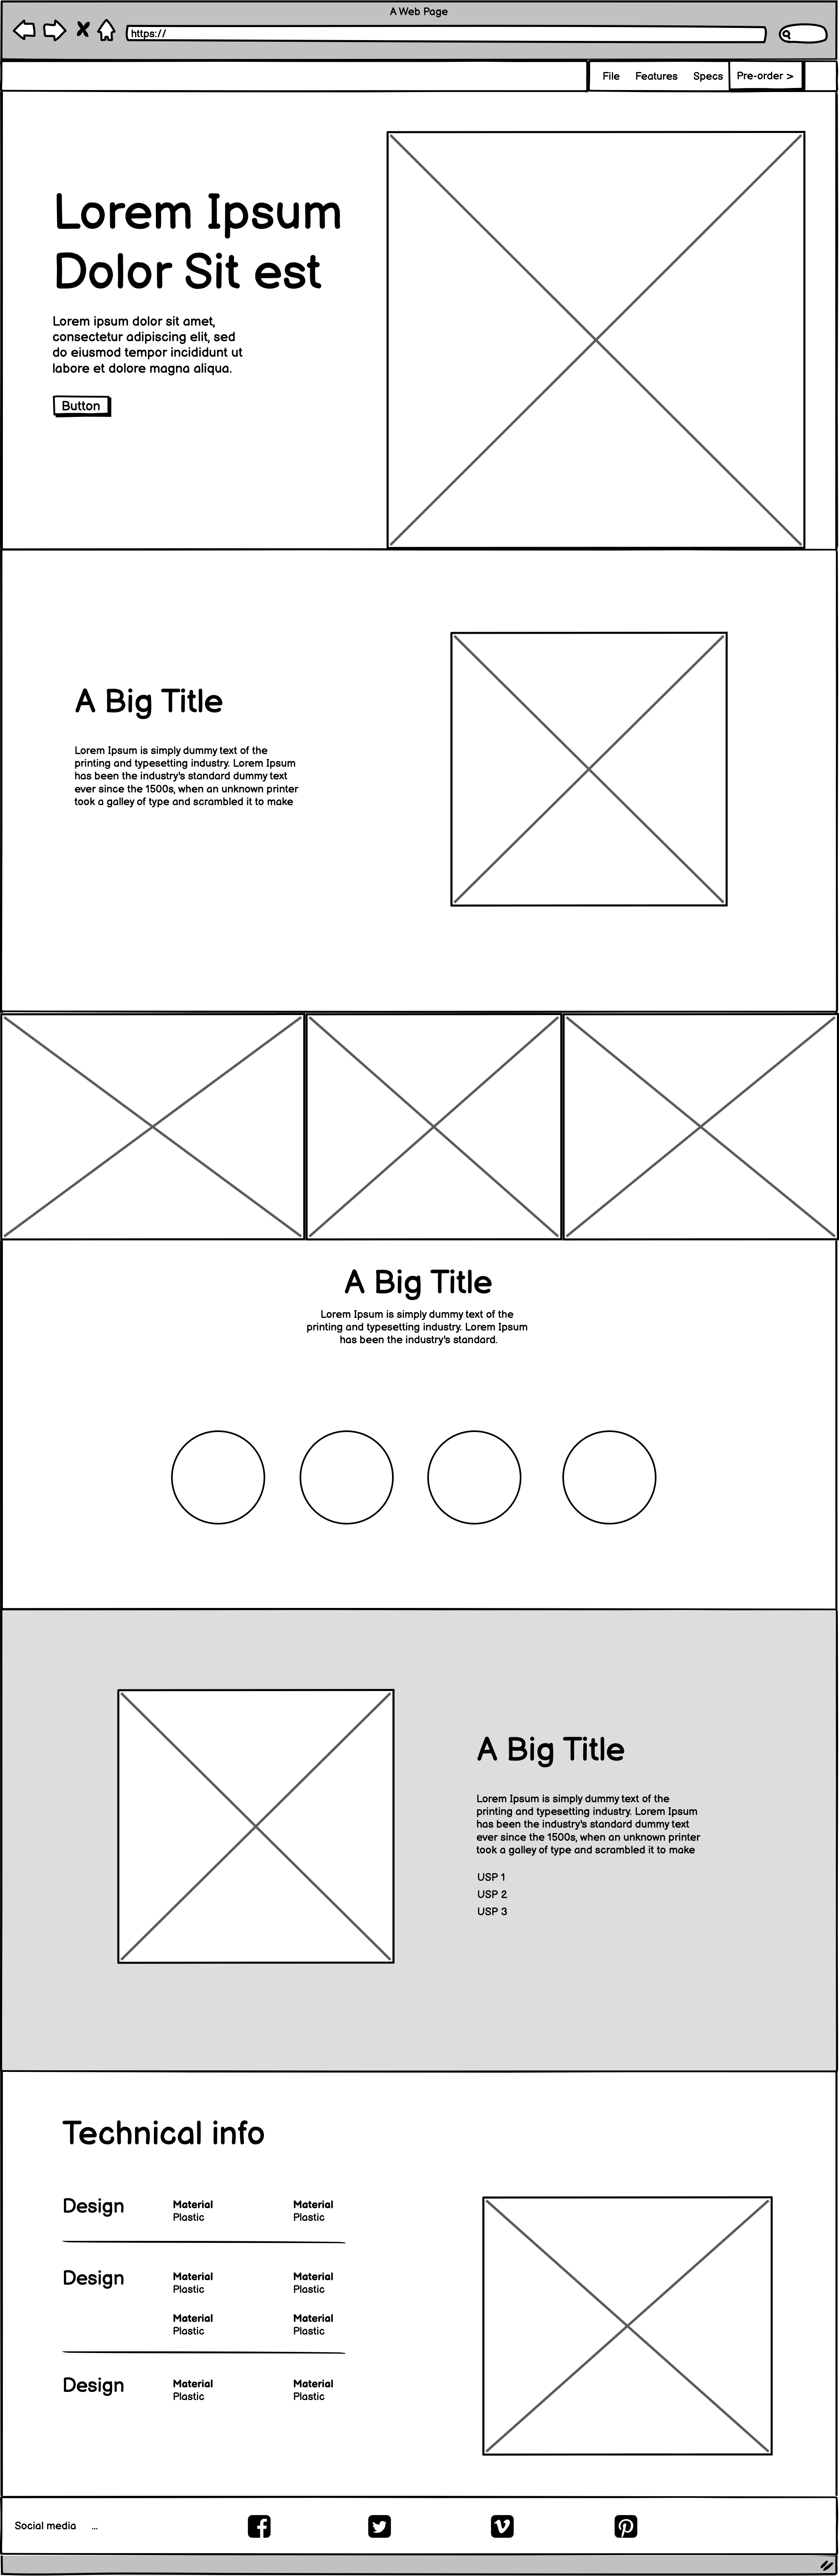 A Web Page
https://
File Features Specs Pre-order >
Lorem Ipsum
Dolor Sit est
Lorem ipsum dolor sit amet,
consectetur adipiscing elit, sed
do eiusmod tempor incididunt ut
labore et dolore magna aliqua.
Button
A Big Title
Lorem Ipsum is simply dummy text of the
printing and typesetting industry. Lorem Ipsum
has been the industry's standard dummy text
ever since the 1500s, when an unknown printer
took a galley of type and scrambled it to make
A Big Title
Lorem Ipsum is simply dummy text of the
printing and typesetting industry. Lorem Ipsum
has been the industry's standard.
A Big Title
Lorem Ipsum is simply dummy text of the
printing and typesetting industry. Lorem Ipsum
has been the industry's standard dummy text
ever since the 1500s, when an unknown printer
took a galley of type and scrambled it to make
USP 1
USP 2
USP 3
Technical info
Design Material Material
Plastic Plastic
Design Material Material
Plastic Plastic
Material Material
Plastic Plastic
Design Material Material
Plastic Plastic
Social media ...